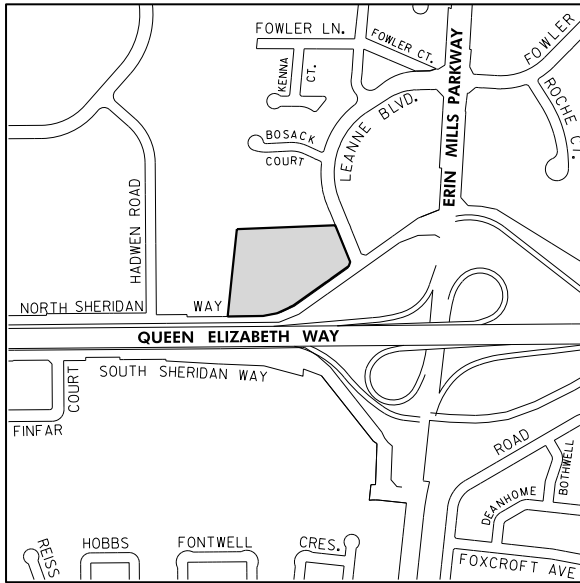 FOWLER LN.
FOWLER CT.
FOWLER
KENNA
CT.
ROCHE CT.
BOSACK
COURT
LEANNE BLVD.
ERIN MILLS PARKWAY
HADWEN ROAD
NORTH SHERIDAN WAY
QUEEN ELIZABETH WAY
SOUTH SHERIDAN WAY
COURT
FINFAR
ROAD
BOTHWELL
DEANHOME
REISS
HOBBS
FONTWELL
CRES.
FOXCROFT AVE